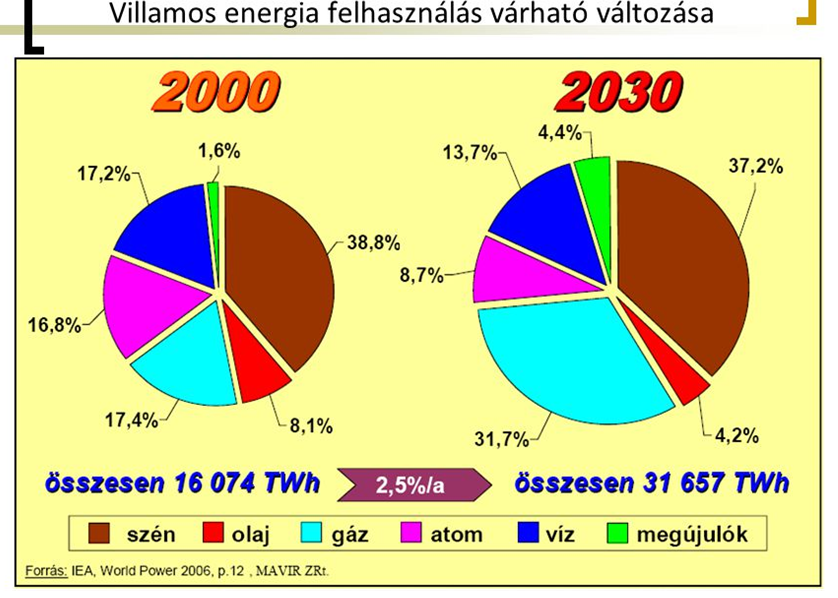 Villamos energia felhasználás várható változása
2000
2030
1,6%
17,2%
38,8%
16,8%
17,4%
8,1%
4,4%
13,7%
37,2%
8,7%
31,7%
4,2%
összesen 16 074 TWh
2,5%/a
összesen 31 657 TWh
szén olaj gáz atom víz megújulók
Forrás: IEA, World Power 2006, p.12 , MAVIR ZRt.